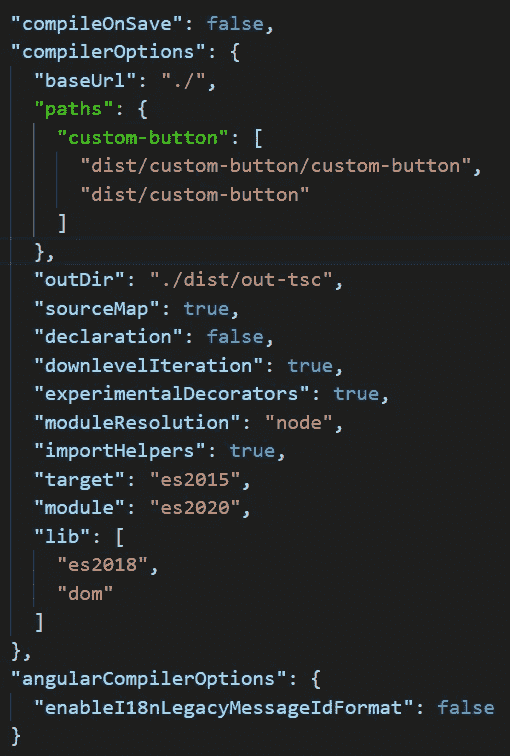 "compileOnSave": false,
"compilerOptions": {
"baseUrl": "./",
"paths": {
"custom-button": [
"dist/custom-button/custom-button",
"dist/custom-button"
]
},
"outDir": "./dist/out-tsc",
"sourceMap": true,
"declaration": false,
"downlevelIteration": true,
"experimentalDecorators": true,
"moduleResolution": "node",
"importHelpers": true,
"target": "es2015",
"module": "es2020",
"lib": [
"es2018",
"dom"
]
},
"angularCompilerOptions": {
"enableI18nLegacyMessageIdFormat": false
}